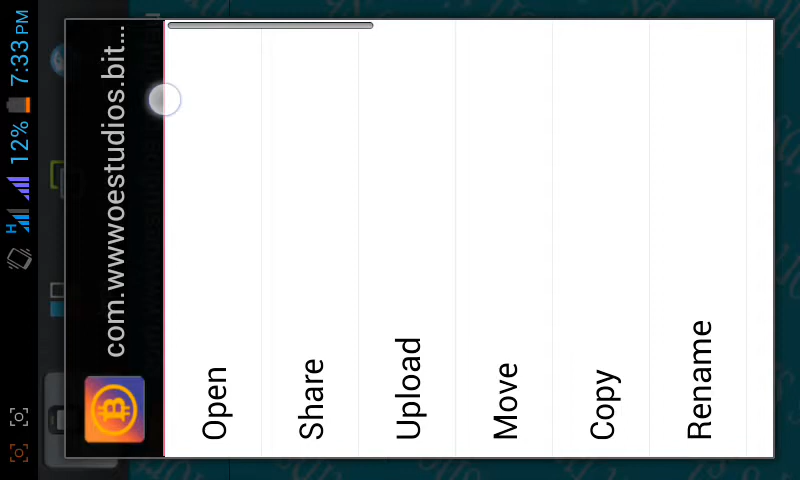 H 12% 7:33 PM
com.wwwoestudios.bit...
Open
Share
Upload
Move
Copy
Rename